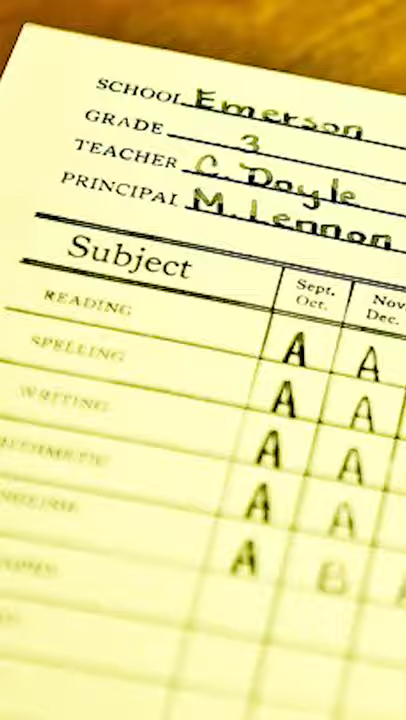 SCHOOL Emerson
GRADE 3
TEACHER C. Doyle
PRINCIPAL M. Lennon
Subject Sept. Oct. Nov. Dec.
READING A A
SPELLING A A
WRITING A A
A A
A B